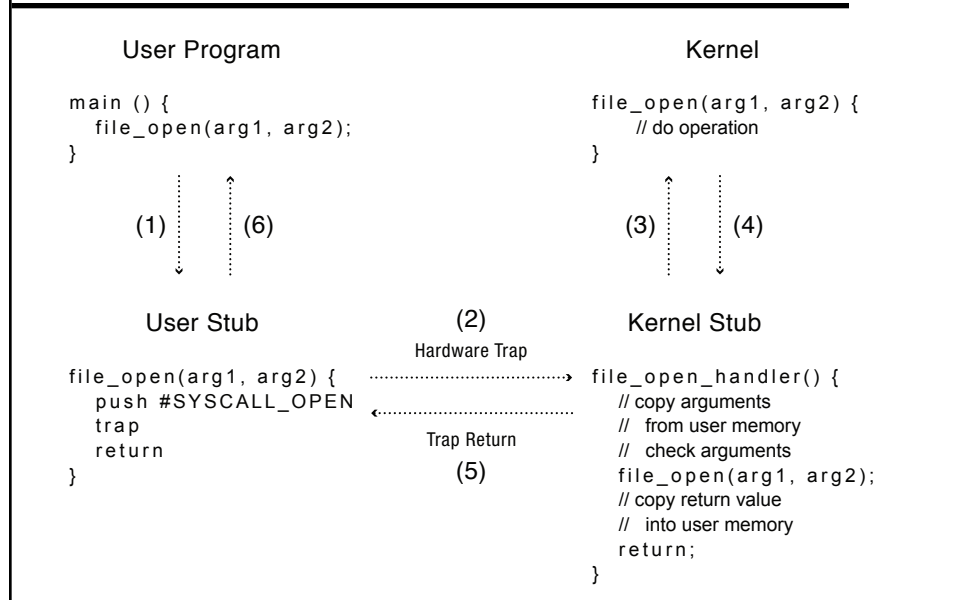 User Program
main () {
file_open(arg1, arg2);
}
(1)
(6)
User Stub
file_open(arg1, arg2) {
push #SYSCALL_OPEN
trap
return
}
(2)
Hardware Trap
Trap Return
(5)
Kernel
file_open(arg1, arg2) {
// do operation
}
(3)
(4)
Kernel Stub
file_open_handler() {
// copy arguments
// from user memory
// check arguments
file_open(arg1, arg2);
// copy return value
// into user memory
return;
}